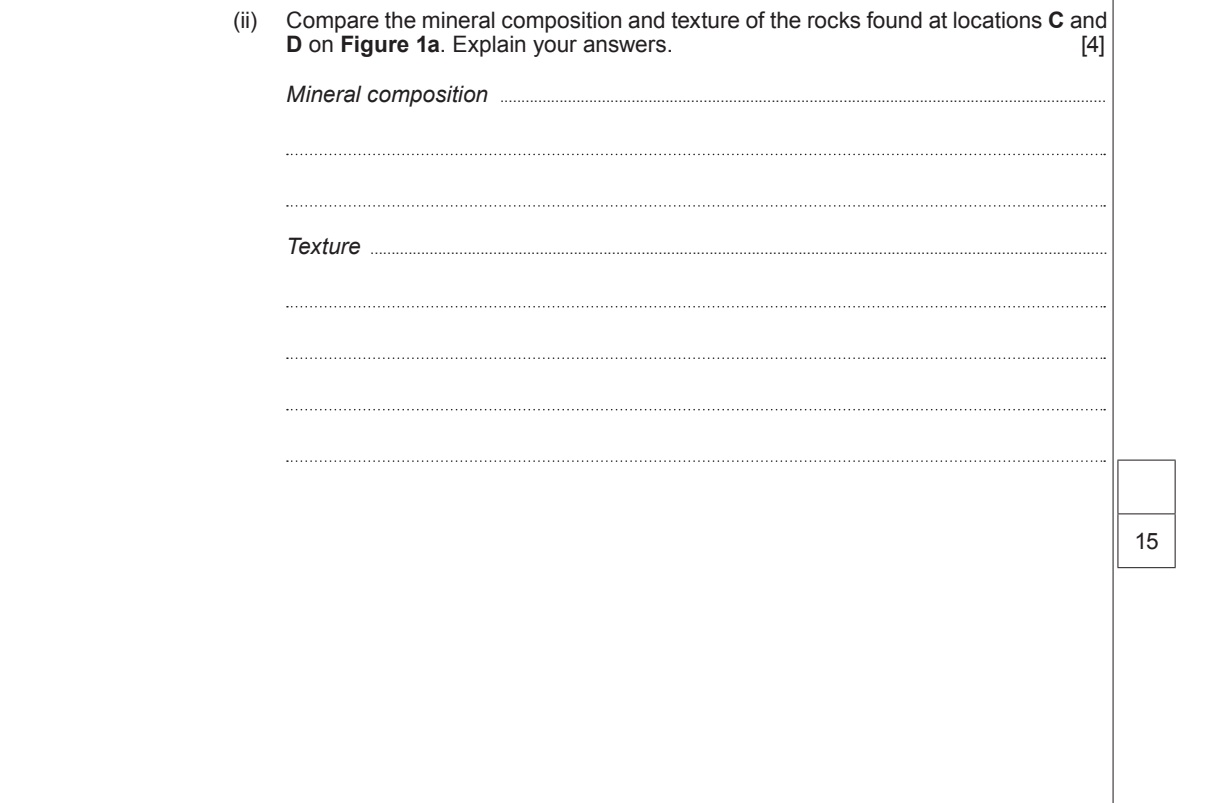 (ii) Compare the mineral composition and texture of the rocks found at locations C and
D on Figure 1a. Explain your answers. [4]
Mineral composition
Texture
15